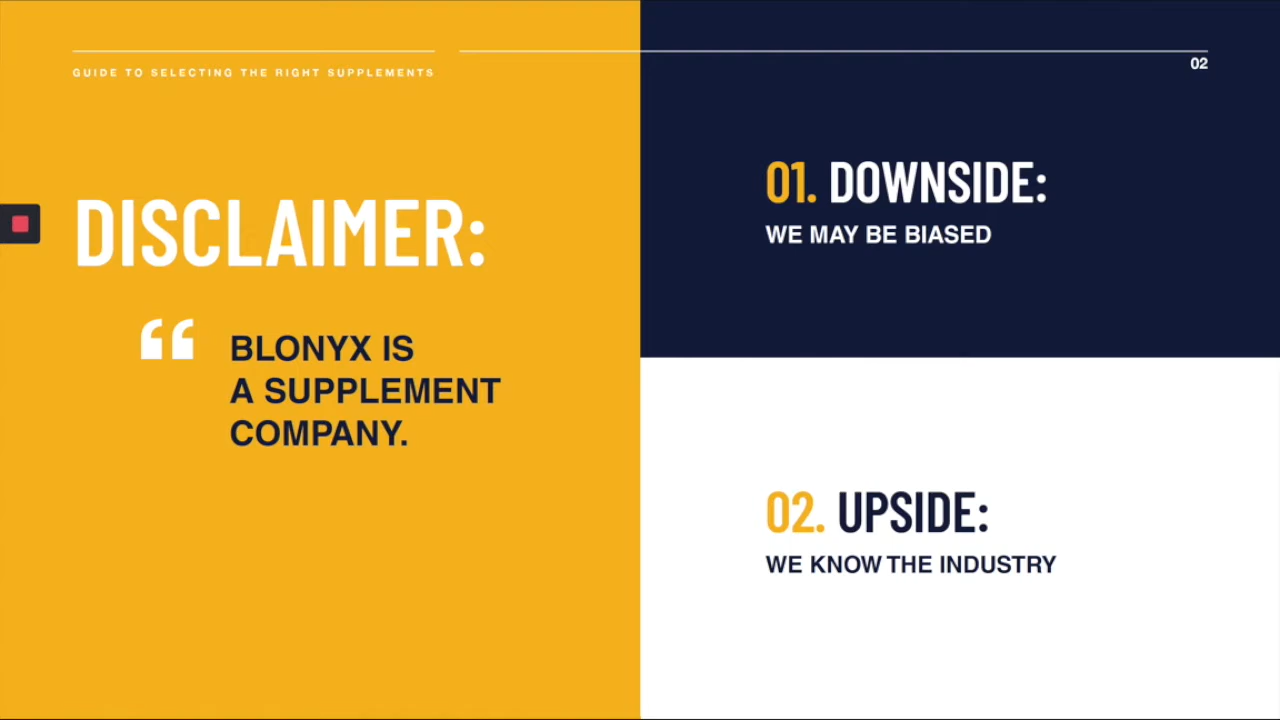 GUIDE TO SELECTING THE RIGHT SUPPLEMENTS
02
DISCLAIMER:
“
BLONYX IS
A SUPPLEMENT
COMPANY.
01. DOWNSIDE:
WE MAY BE BIASED
02. UPSIDE:
WE KNOW THE INDUSTRY